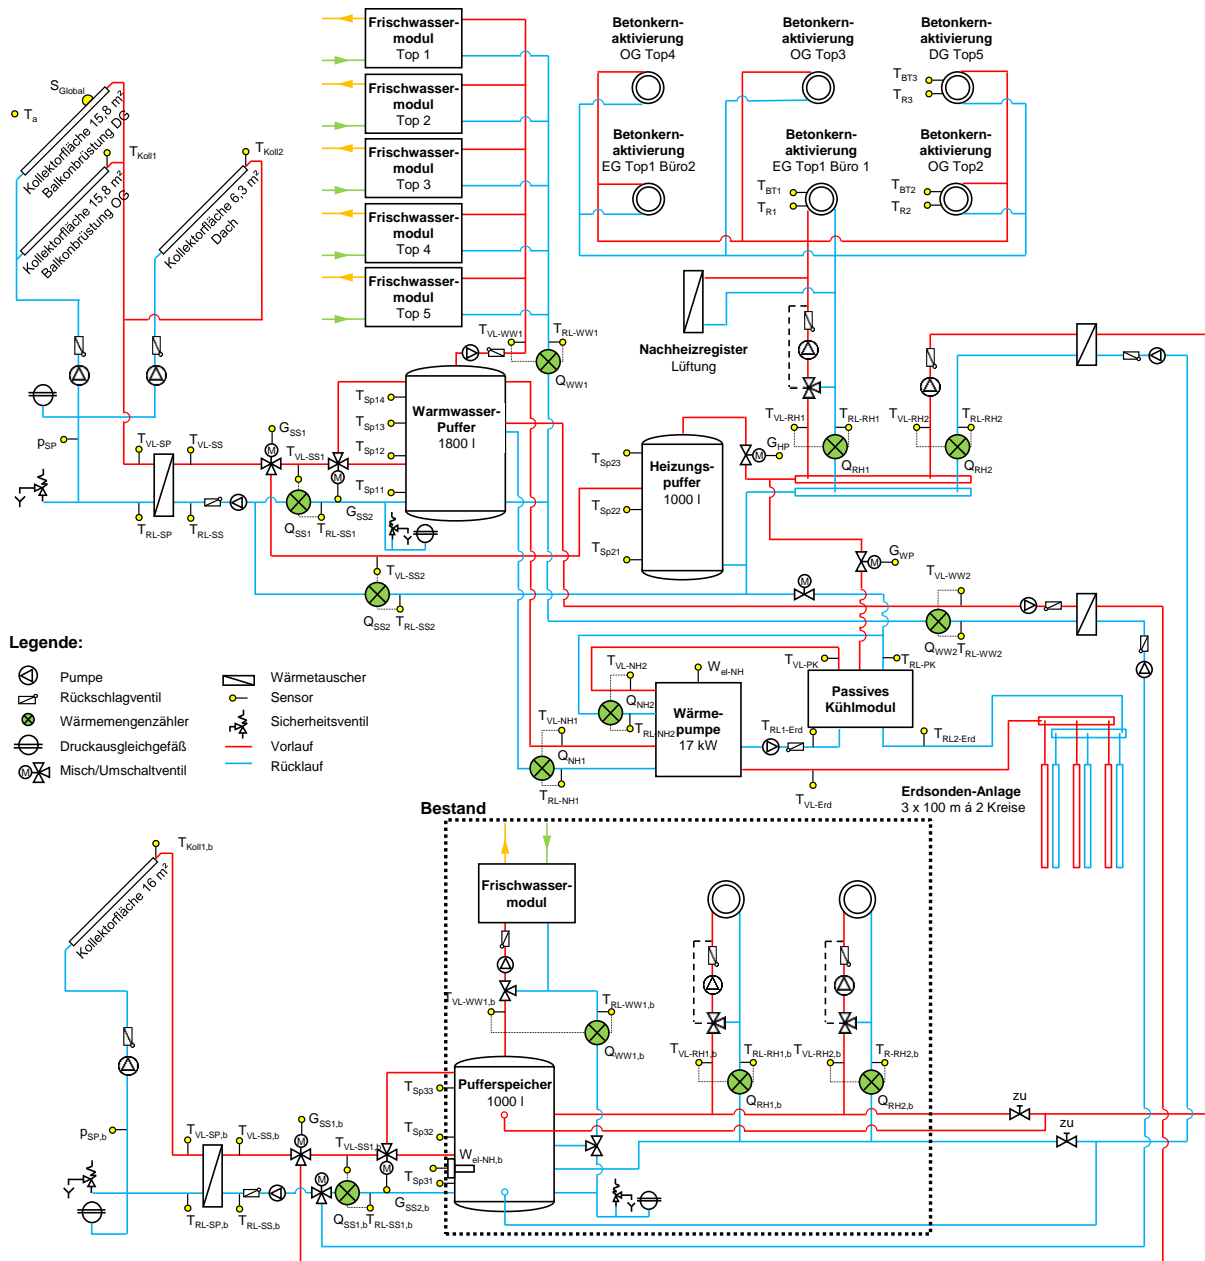 Frischwasser-
modul
Top 1
Frischwasser-
modul
Top 2
Frischwasser-
modul
Top 3
Frischwasser-
modul
Top 4
Frischwasser-
modul
Top 5
Betonkern-
aktivierung
OG Top4
Betonkern-
aktivierung
OG Top3
Betonkern-
aktivierung
DG Top5
Betonkern-
aktivierung
EG Top1 Büro2
Betonkern-
aktivierung
EG Top1 Büro 1
Betonkern-
aktivierung
OG Top2
TBT3
TR3
TBT1
TR1
TBT2
TR2
SGlobal
Ta
Kollektorfläche 15,8 m²
Balkonbrüstung DG
TKoll1
Kollektorfläche 15,8 m²
Balkonbrüstung OG
TKoll2
Kollektorfläche 6,3 m²
Dach
Nachheizregister
Lüftung
TVL-WW1
TRL-WW1
QWW1
TSp14
TSp13
TSp12
TSp11
Warmwasser-
Puffer
1800 l
pSP
TVL-SP
TVL-SS
TRL-SP
TRL-SS
GSS1
M
TVL-SS1
QSS1
TRL-SS1
M
GSS2
TVL-SS2
QSS2
TRL-SS2
TSp23
TSp22
TSp21
Heizungs-
puffer
1000 l
M
GHP
TVL-RH1
TRL-RH1
QRH1
TVL-RH2
TRL-RH2
QRH2
M
GWP
M
TVL-WW2
QWW2
TRL-WW2
Legende:
Pumpe
Rückschlagventil
Wärmemengenzähler
Druckausgleichgefäß
M
Misch/Umschaltventil
Wärmetauscher
Sensor
Sicherheitsventil
Vorlauf
Rücklauf
TVL-NH2
QNH2
TRL-NH2
TVL-NH1
QNH1
TRL-NH1
Wel-NH
Wärme-
pumpe
17 kW
TVL-PK
TRL-PK
Passives
Kühlmodul
TRL1-Erd
TRL2-Erd
TVL-Erd
Erdsonden-Anlage
3 x 100 m á 2 Kreise
Bestand
Frischwasser-
modul
TKoll1,b
Kollektorfläche 16 m²
TVL-WW1,b
TRL-WW1,b
QWW1,b
TVL-RH1,b
TRL-RH1,b
QRH1,b
TVL-RH2,b
TR-RH2,b
QRH2,b
TSp33
TSp32
Wel-NH,b
TSp31
Pufferspeicher
1000 l
zu
zu
pSP,b
TVL-SP,b
TVL-SS,b
TRL-SP,b
TRL-SS,b
GSS1,b
M
M
TVL-SS1,b
QSS1,b
TRL-SS1,b
M
GSS2,b